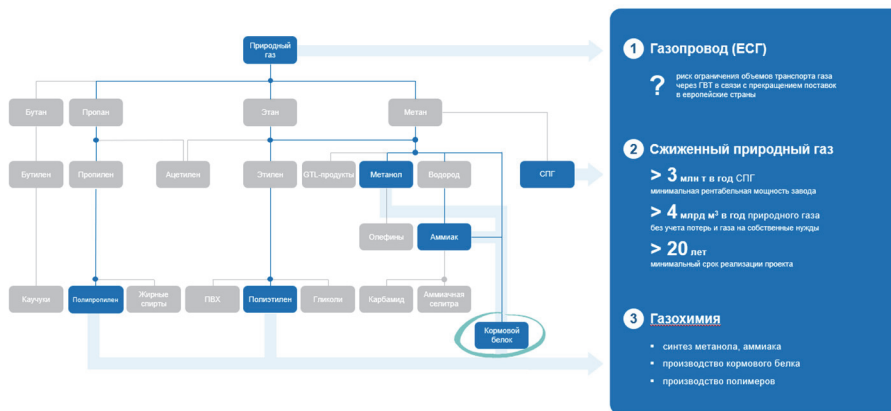 Природный
газ
Бутан
Пропан
Этан
Метан
Бутилен
Пропилен
Ацетилен
Этилен
GTL-продукты
Метанол
Водород
СПГ
Олефины
Аммиак
Каучуки
Полипропилен
Жирные
спирты
ПВХ
Полиэтилен
Гликоли
Карбамид
Аммиачная
селитра
Кормовой
белок
1 Газопровод (ЕСГ)
?
риск ограничения объемов транспорта газа
через ГВТ в связи с прекращением поставок
в европейские страны
2 Сжиженный природный газ
> 3 млн т в год СПГ
минимальная рентабельная мощность завода
> 4 млрд м³ в год природного газа
без учета потерь и газа на собственные нужды
> 20 лет
минимальный срок реализации проекта
3 Газохимия
• синтез метанола, аммиака
• производство кормового белка
• производство полимеров